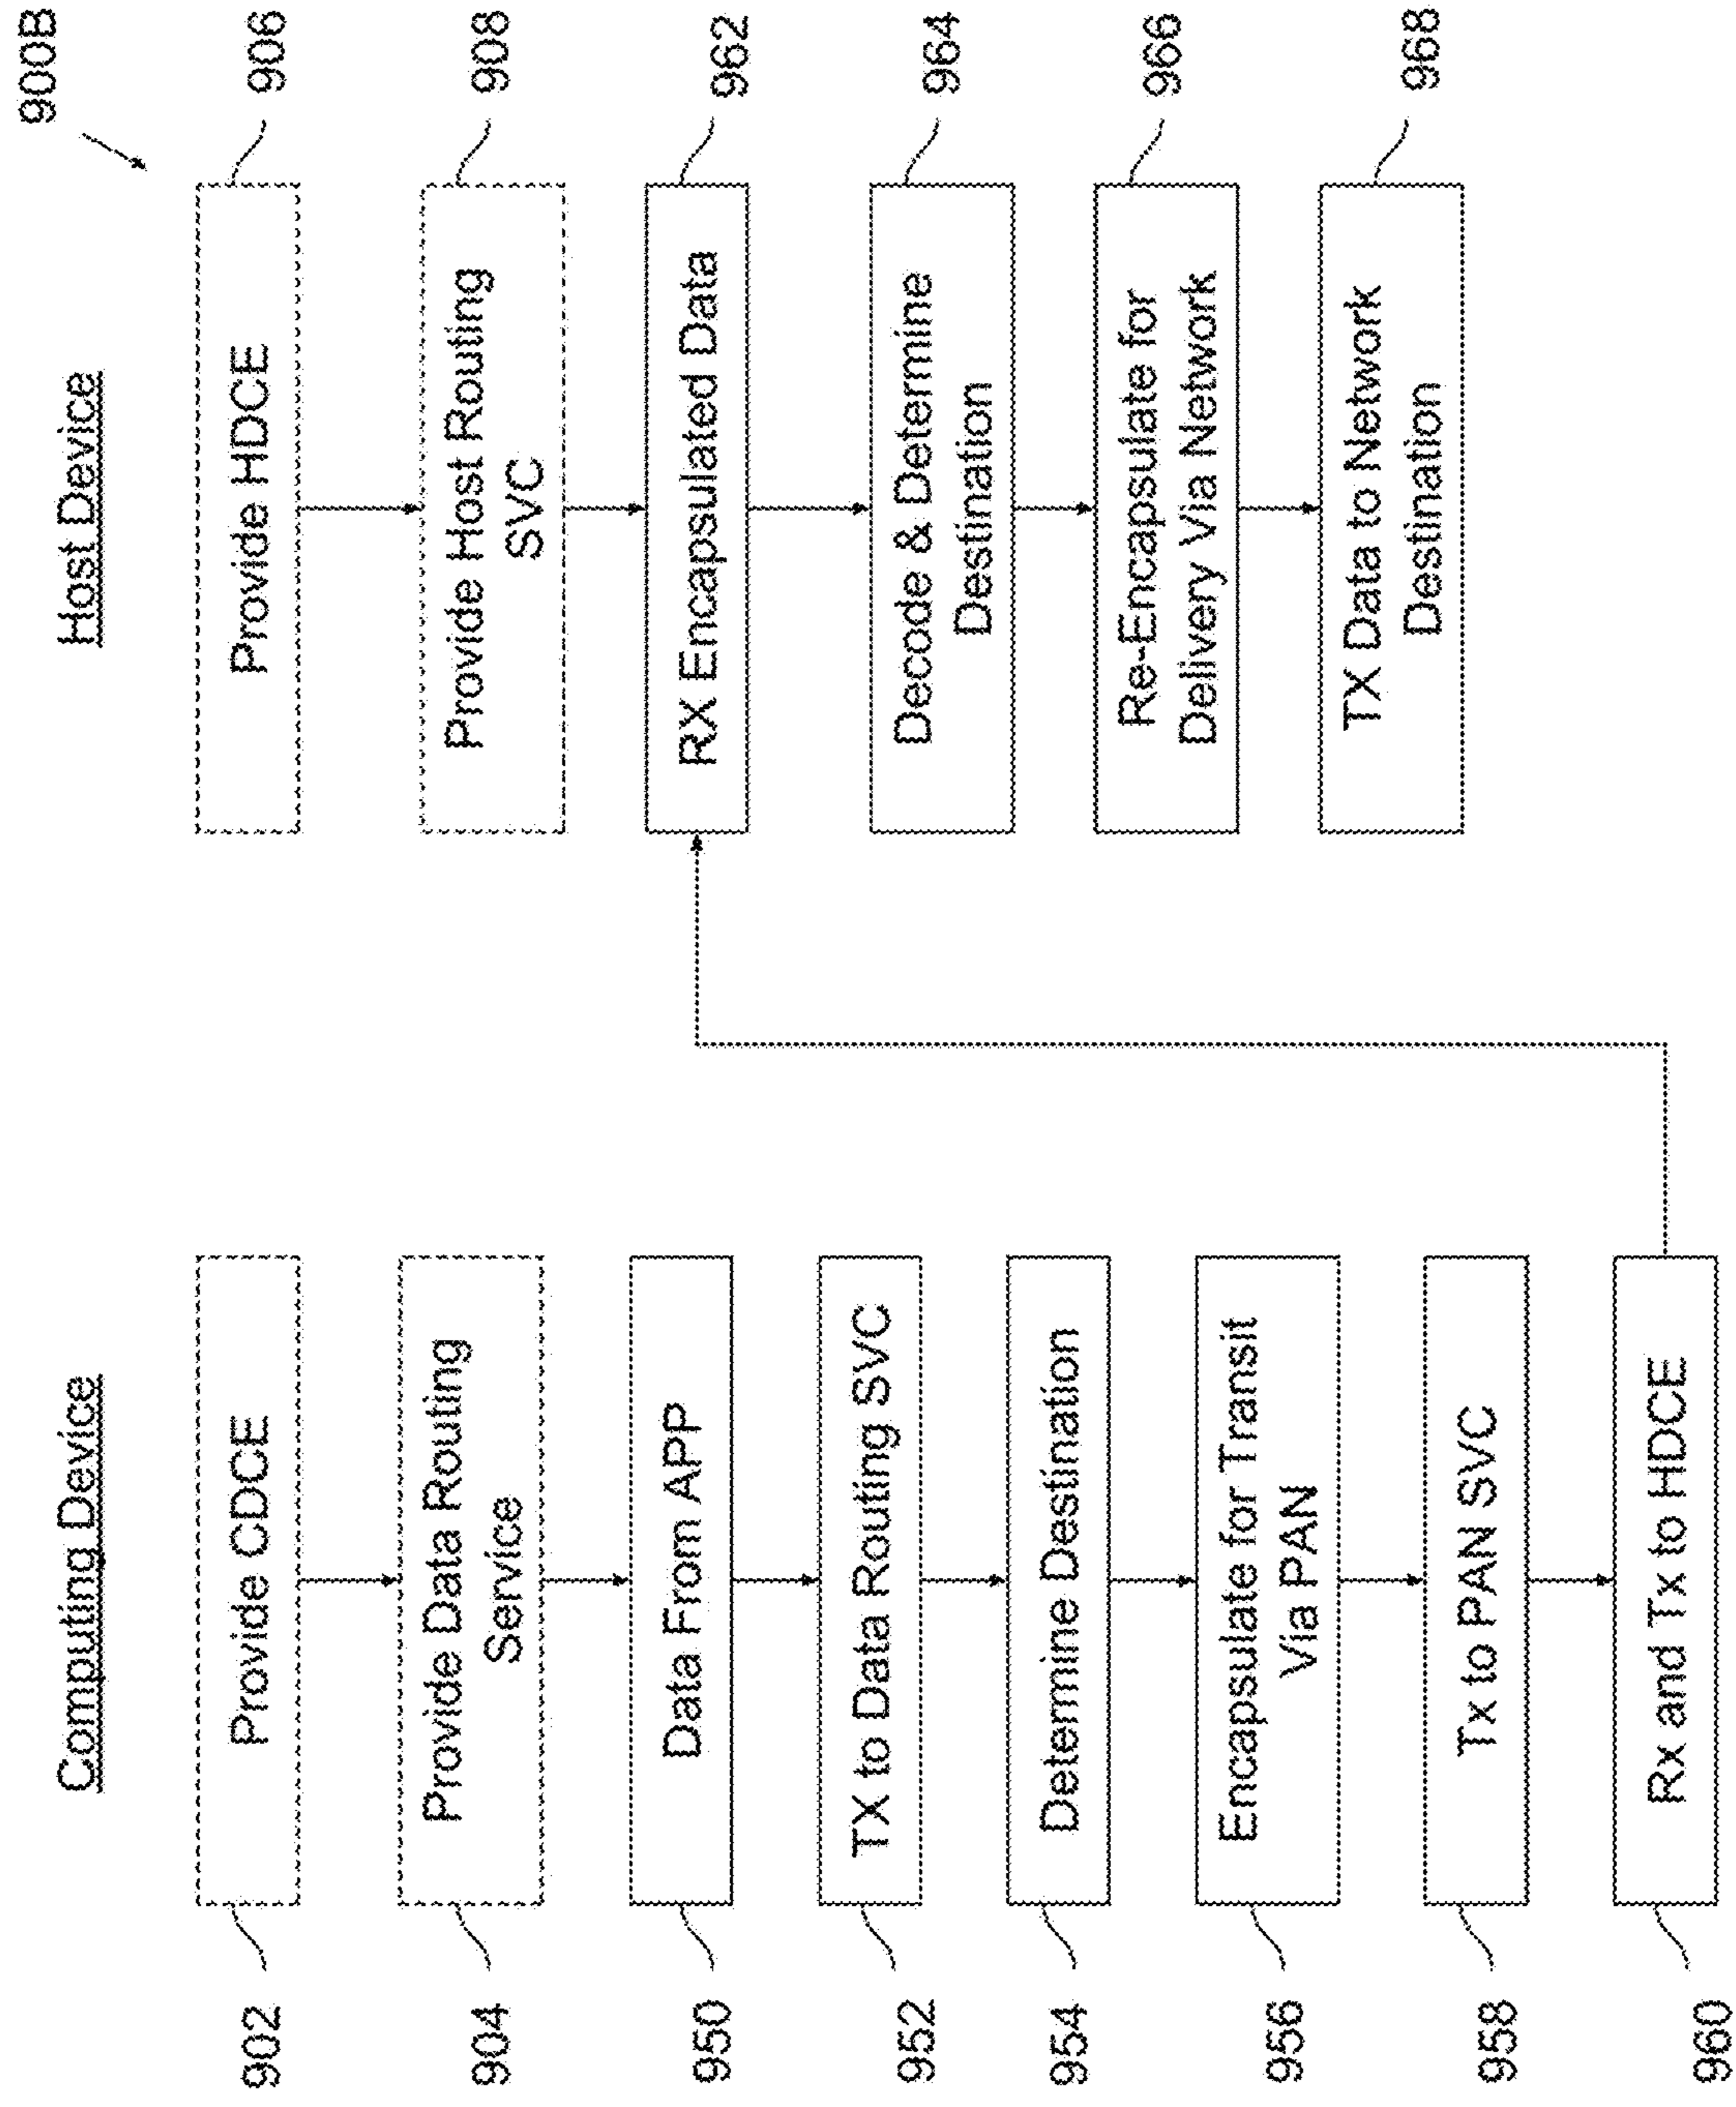 900B
Computing Device
902
Provide CDCE
904
Provide Data Routing
Service
950
Data From APP
952
TX to Data Routing SVC
954
Determine Destination
956
Encapsulate for Transit
Via PAN
958
Tx to PAN SVC
960
Rx and Tx to HDCE
Host Device
Provide HDCE
906
Provide Host Routing
SVC
908
RX Encapsulated Data
962
Decode & Determine
Destination
964
Re-Encapsulate for
Delivery Via Network
966
TX Data to Network
Destination
968